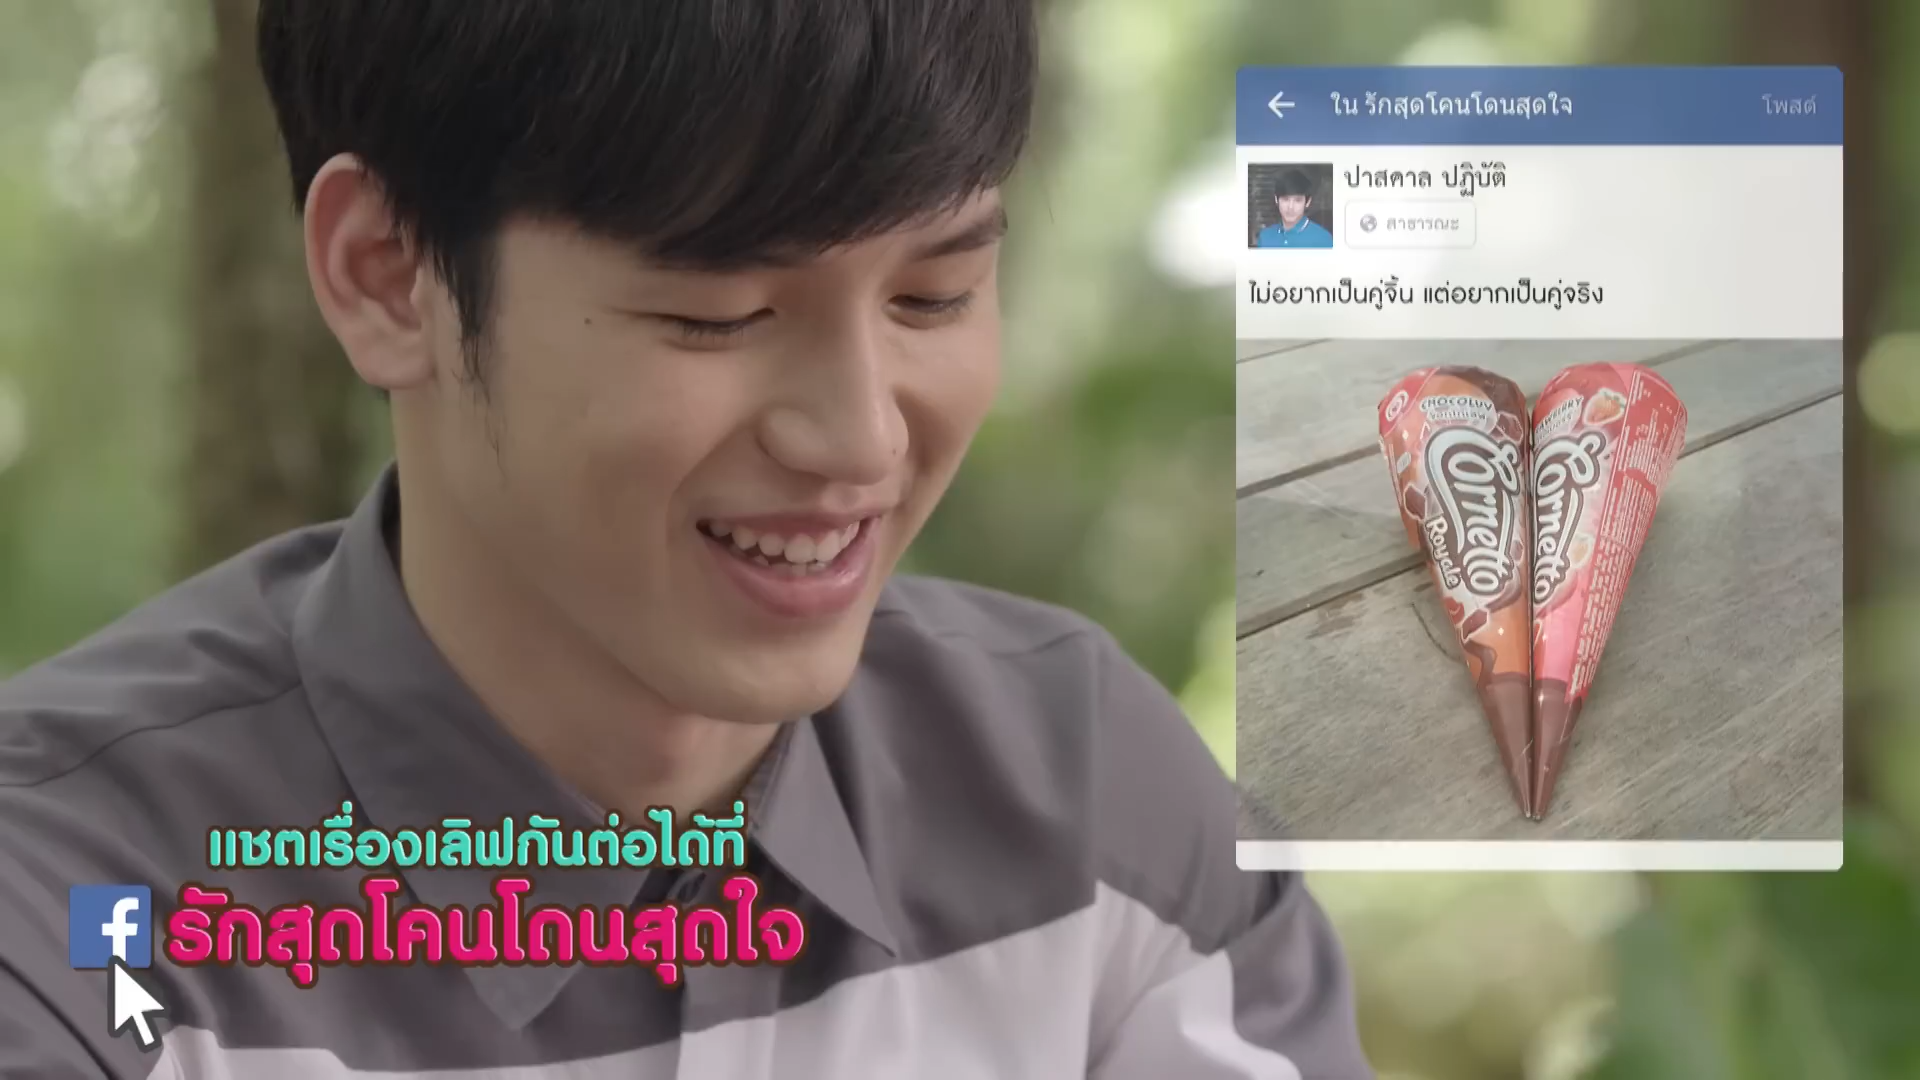 ใน รักสุดโคนโดนสุดใจ
โพสต์
ปาสคาล ปฏิบัติ
สาธารณะ
ไม่อยากเป็นคู่จิ้น แต่อยากเป็นคู่จริง
CHOCOLUV
Cornetto
Royale
Cornetto
แชตเรื่องเลิฟกันต่อได้ที่
f รักสุดโคนโดนสุดใจ